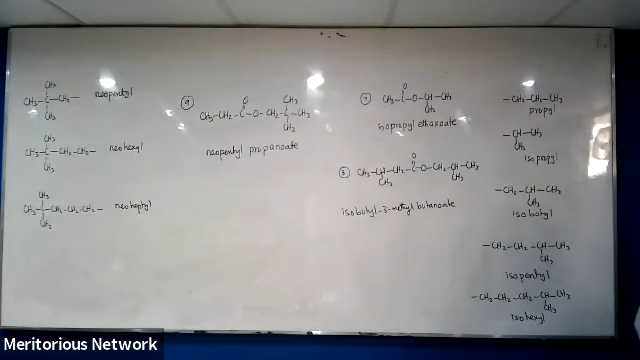 CH₃
CH₃-C-CH₂- neopentyl
CH₃
CH₃
CH₃-C-CH₂-CH₂- neohexyl
CH₃
CH₃
CH₃-C-CH₂-CH₂-CH₂- neoheptyl
CH₃
⑨
O CH₃
CH₃-CH₂-C-O-CH₂-C-CH₃
CH₃
neopentyl propanoate
⑦
O
CH₃-C-O-CH-CH₃
CH₃
isopropyl ethanoate
⑧
O
CH₃-CH-CH₂-C-O-CH₂-CH-CH₃
CH₃ CH₃
isobutyl-3-methyl butanoate
-CH₂-CH₂-CH₃
propyl
-CH-CH₃
CH₃
isopropyl
-CH₂-CH-CH₃
CH₃
isobutyl
-CH₂-CH₂-CH-CH₃
CH₃
isopentyl
-CH₂-CH₂-CH₂-CH-CH₃
CH₃
isohexyl
Meritorious Network